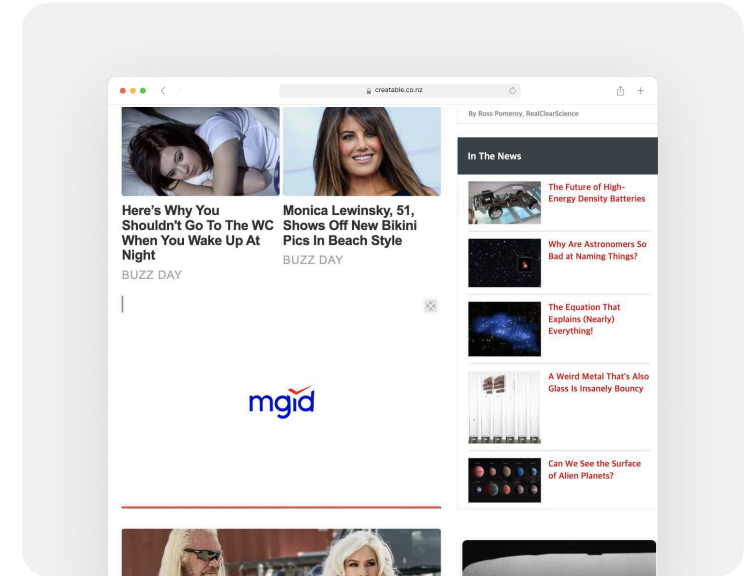 creatable.co.nz
By Ross Pomeroy, RealClearScience
Here's Why You
Shouldn't Go To The WC
When You Wake Up At
Night
BUZZ DAY
Monica Lewinsky, 51,
Shows Off New Bikini
Pics In Beach Style
BUZZ DAY
mgid
In The News
The Future of High-
Energy Density Batteries
Why Are Astronomers So
Bad at Naming Things?
The Equation That
Explains (Nearly)
Everything!
A Weird Metal That's Also
Glass Is Insanely Bouncy
Can We See the Surface
of Alien Planets?